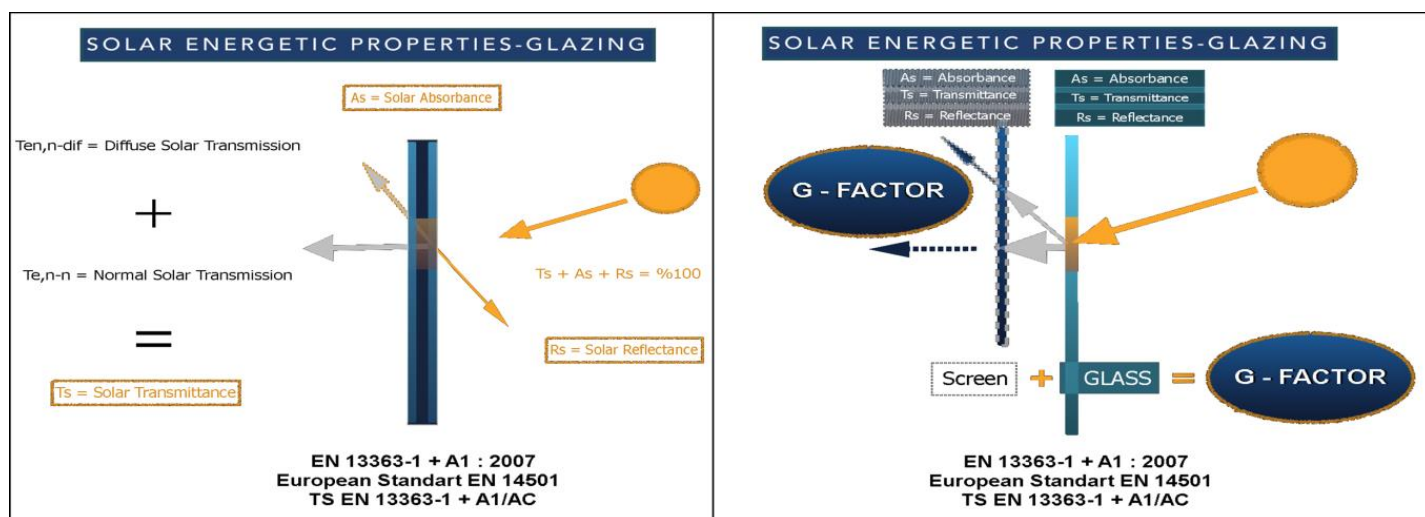 SOLAR ENERGETIC PROPERTIES-GLAZING
As = Solar Absorbance
Ten,n-dif = Diffuse Solar Transmission
+
Te,n-n = Normal Solar Transmission
=
Ts = Solar Transmittance
Ts + As + Rs = %100
Rs = Solar Reflectance
EN 13363-1 + A1 : 2007
European Standart EN 14501
TS EN 13363-1 + A1/AC
SOLAR ENERGETIC PROPERTIES-GLAZING
As = Absorbance
Ts = Transmittance
Rs = Reflectance
As = Absorbance
Ts = Transmittance
Rs = Reflectance
G - FACTOR
Screen + GLASS = G - FACTOR
EN 13363-1 + A1 : 2007
European Standart EN 14501
TS EN 13363-1 + A1/AC